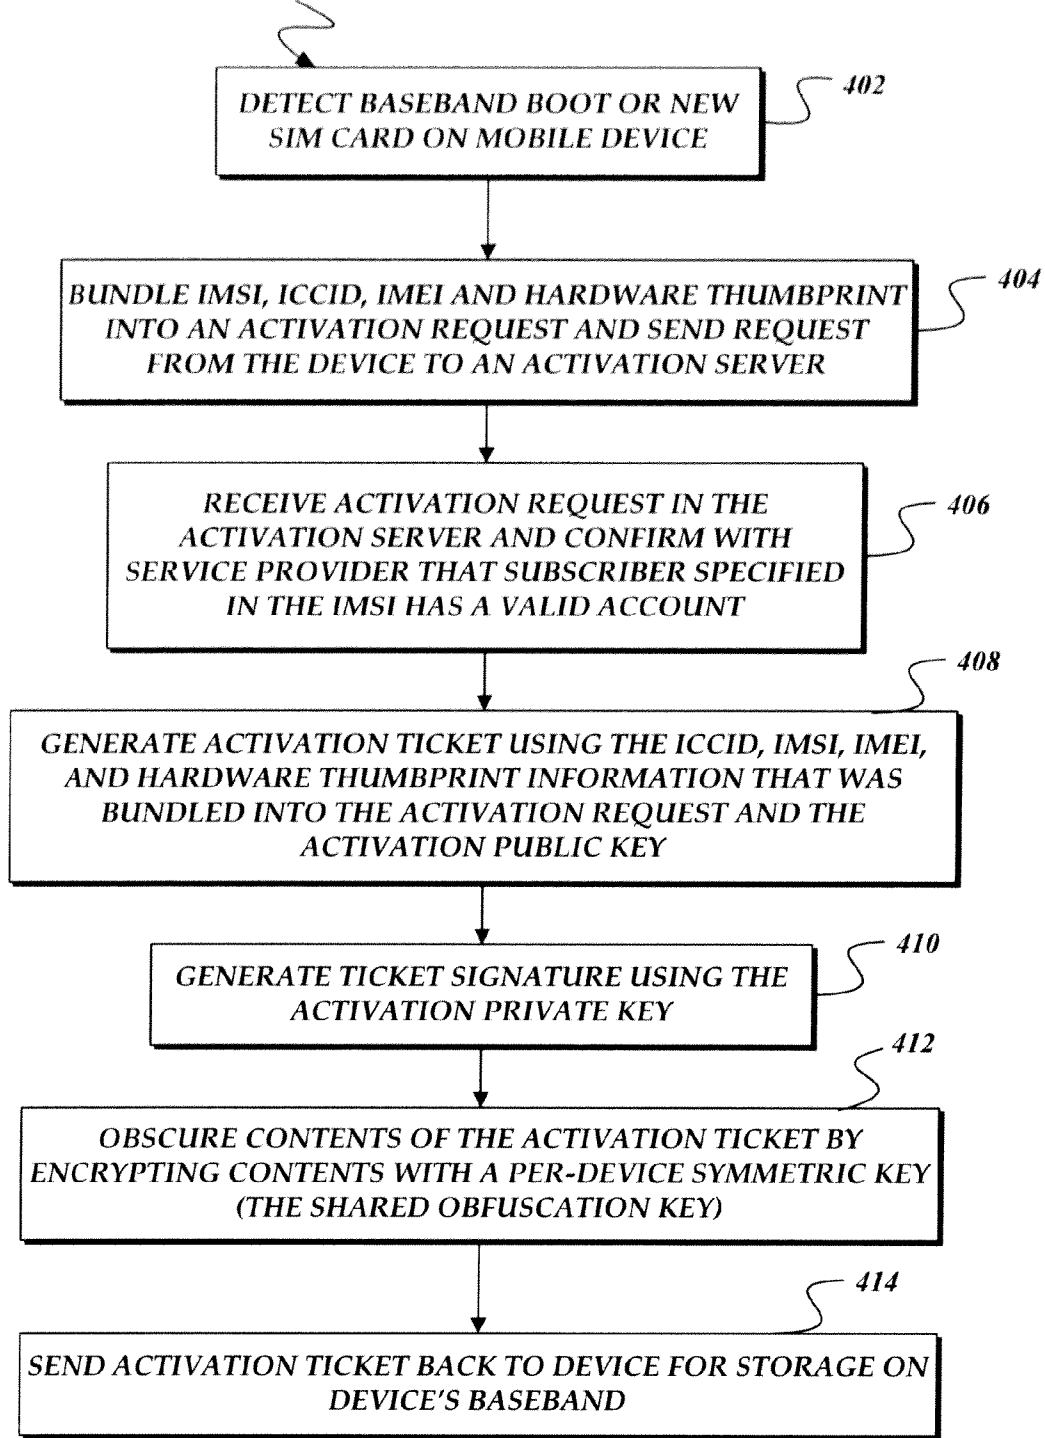 DETECT BASEBAND BOOT OR NEW
SIM CARD ON MOBILE DEVICE
402
BUNDLE IMSI, ICCID, IMEI AND HARDWARE THUMBPRINT
INTO AN ACTIVATION REQUEST AND SEND REQUEST
FROM THE DEVICE TO AN ACTIVATION SERVER
404
RECEIVE ACTIVATION REQUEST IN THE
ACTIVATION SERVER AND CONFIRM WITH
SERVICE PROVIDER THAT SUBSCRIBER SPECIFIED
IN THE IMSI HAS A VALID ACCOUNT
406
GENERATE ACTIVATION TICKET USING THE ICCID, IMSI, IMEI,
AND HARDWARE THUMBPRINT INFORMATION THAT WAS
BUNDLED INTO THE ACTIVATION REQUEST AND THE
ACTIVATION PUBLIC KEY
408
GENERATE TICKET SIGNATURE USING THE
ACTIVATION PRIVATE KEY
410
OBSCURE CONTENTS OF THE ACTIVATION TICKET BY
ENCRYPTING CONTENTS WITH A PER-DEVICE SYMMETRIC KEY
(THE SHARED OBFUSCATION KEY)
412
SEND ACTIVATION TICKET BACK TO DEVICE FOR STORAGE ON
DEVICE'S BASEBAND
414